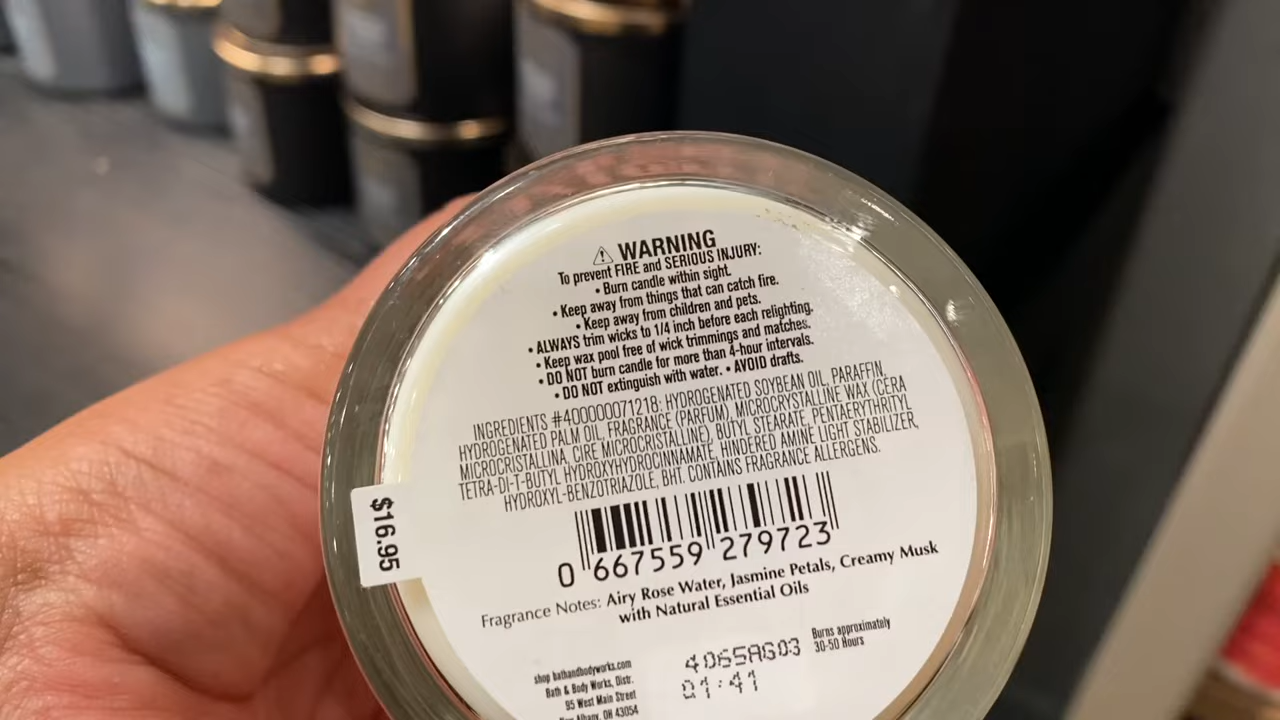 ⚠ WARNING
To prevent FIRE and SERIOUS INJURY:
• Burn candle within sight.
• Keep away from things that can catch fire.
• Keep away from children and pets.
• ALWAYS trim wicks to 1/4 inch before each relighting.
• Keep wax pool free of wick trimmings and matches.
• DO NOT burn candle for more than 4-hour intervals.
• DO NOT extinguish with water. • AVOID drafts.
INGREDIENTS #400000071218: HYDROGENATED SOYBEAN OIL, PARAFFIN,
HYDROGENATED PALM OIL, FRAGRANCE (PARFUM), MICROCRYSTALLINE WAX (CERA
MICROCRISTALLINA, CIRE MICROCRISTALLINE), BUTYL STEARATE, PENTAERYTHRITYL
TETRA-DI-T-BUTYL HYDROXYHYDROCINNAMATE, HINDERED AMINE LIGHT STABILIZER,
HYDROXYL-BENZOTRIAZOLE, BHT. CONTAINS FRAGRANCE ALLERGENS.
$16.95
0 667559 279723
Fragrance Notes: Airy Rose Water, Jasmine Petals, Creamy Musk
with Natural Essential Oils
shop bathandbodyworks.com
Bath & Body Works, Distr.
95 West Main Street
New Albany, OH 43054
4065AG03
01:41
Burns approximately
30-50 Hours